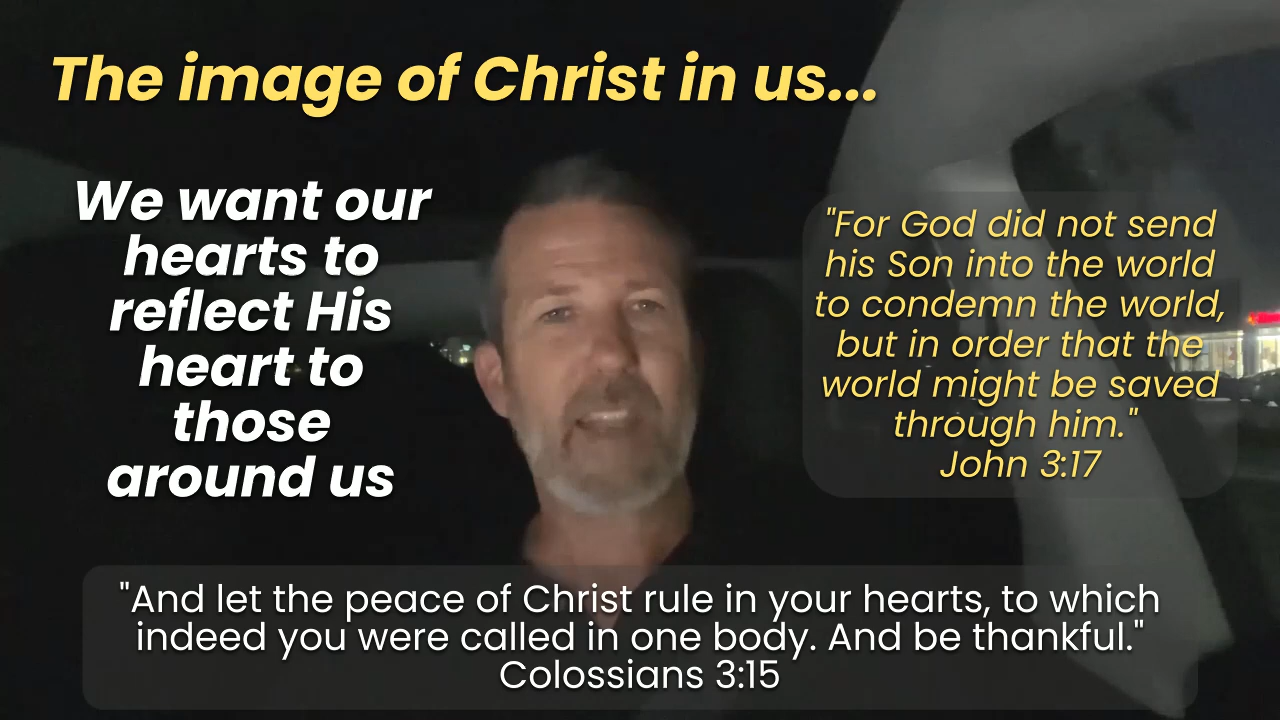 The image of Christ in us...
We want our
hearts to
reflect His
heart to
those
around us
"For God did not send
his Son into the world
to condemn the world,
but in order that the
world might be saved
through him."
John 3:17
"And let the peace of Christ rule in your hearts, to which
indeed you were called in one body. And be thankful."
Colossians 3:15